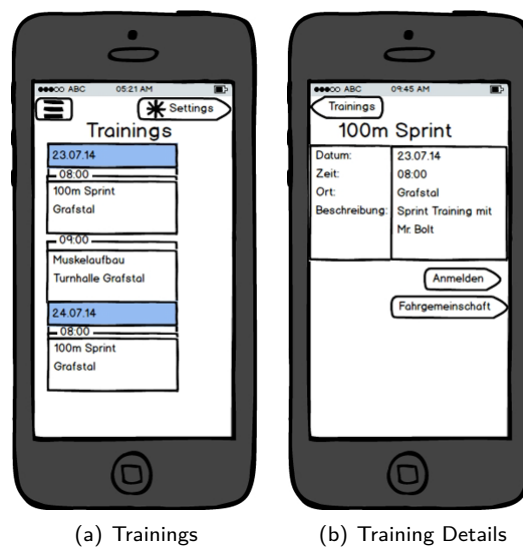 ABC 05:21 AM
Settings
Trainings
23.07.14
08:00
100m Sprint
Grafstal
09:00
Muskelaufbau
Turnhalle Grafstal
24.07.14
08:00
100m Sprint
Grafstal
(a) Trainings
ABC 09:45 AM
Trainings
100m Sprint
Datum: 23.07.14
Zeit: 08:00
Ort: Grafstal
Beschreibung: Sprint Training mit
Mr. Bolt
Anmelden
Fahrgemeinschaft
(b) Training Details